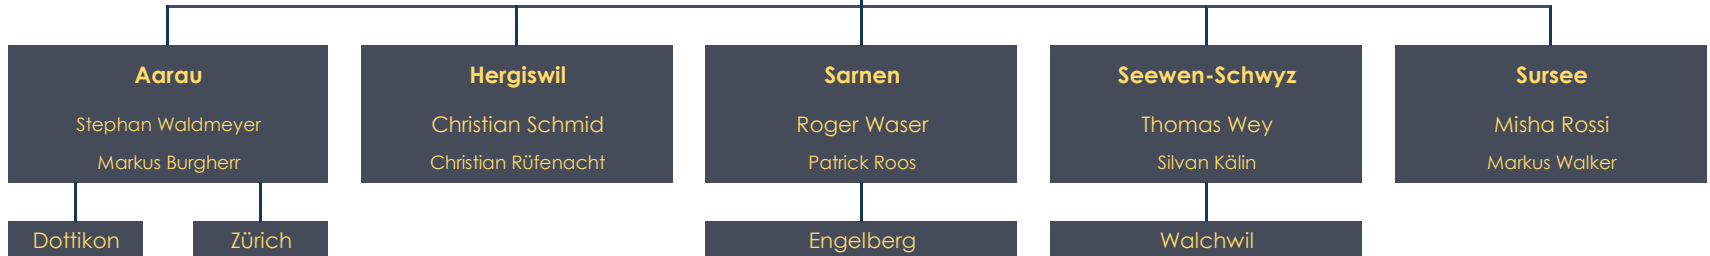 Aarau
Stephan Waldmeyer
Markus Burgherr
Dottikon
Zürich
Hergiswil
Christian Schmid
Christian Rüfenacht
Sarnen
Roger Waser
Patrick Roos
Engelberg
Seewen-Schwyz
Thomas Wey
Silvan Kälin
Walchwil
Sursee
Misha Rossi
Markus Walker